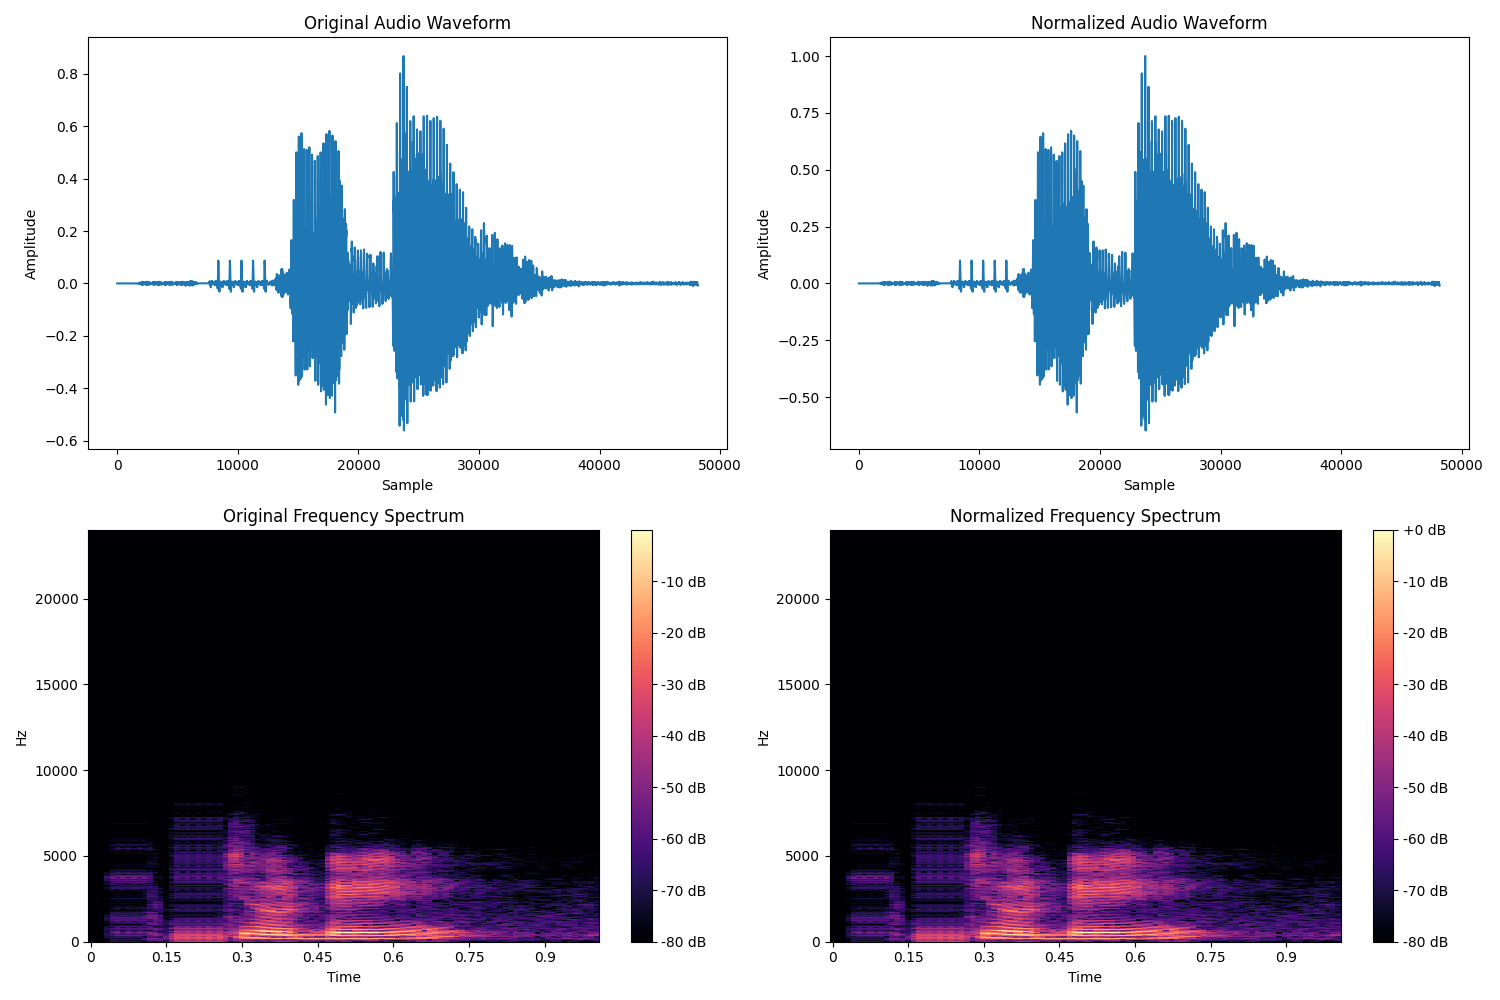 Original Audio Waveform
Amplitude
0.8
0.6
0.4
0.2
0.0
−0.2
−0.4
−0.6
0 10000 20000 30000 40000 50000
Sample
Normalized Audio Waveform
Amplitude
1.00
0.75
0.50
0.25
0.00
−0.25
−0.50
0 10000 20000 30000 40000 50000
Sample
Original Frequency Spectrum
Hz
20000
15000
10000
5000
0
0 0.15 0.3 0.45 0.6 0.75 0.9
Time
-10 dB
-20 dB
-30 dB
-40 dB
-50 dB
-60 dB
-70 dB
-80 dB
Normalized Frequency Spectrum
Hz
20000
15000
10000
5000
0
0 0.15 0.3 0.45 0.6 0.75 0.9
Time
+0 dB
-10 dB
-20 dB
-30 dB
-40 dB
-50 dB
-60 dB
-70 dB
-80 dB